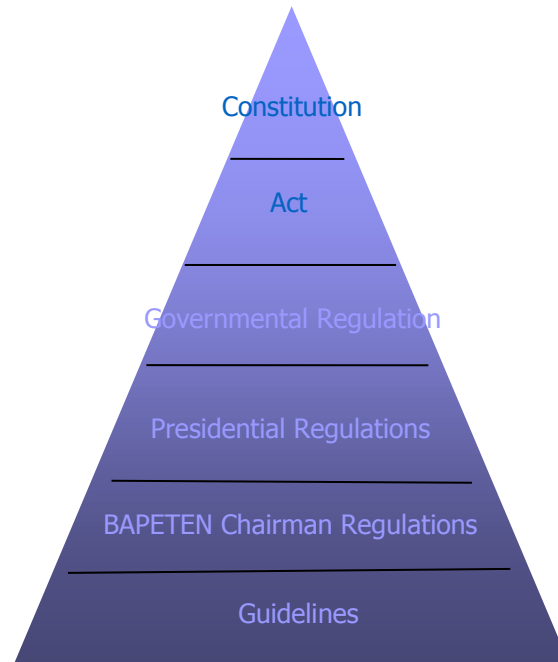 Constitution
Act
Governmental Regulation
Presidential Regulations
BAPETEN Chairman Regulations
Guidelines